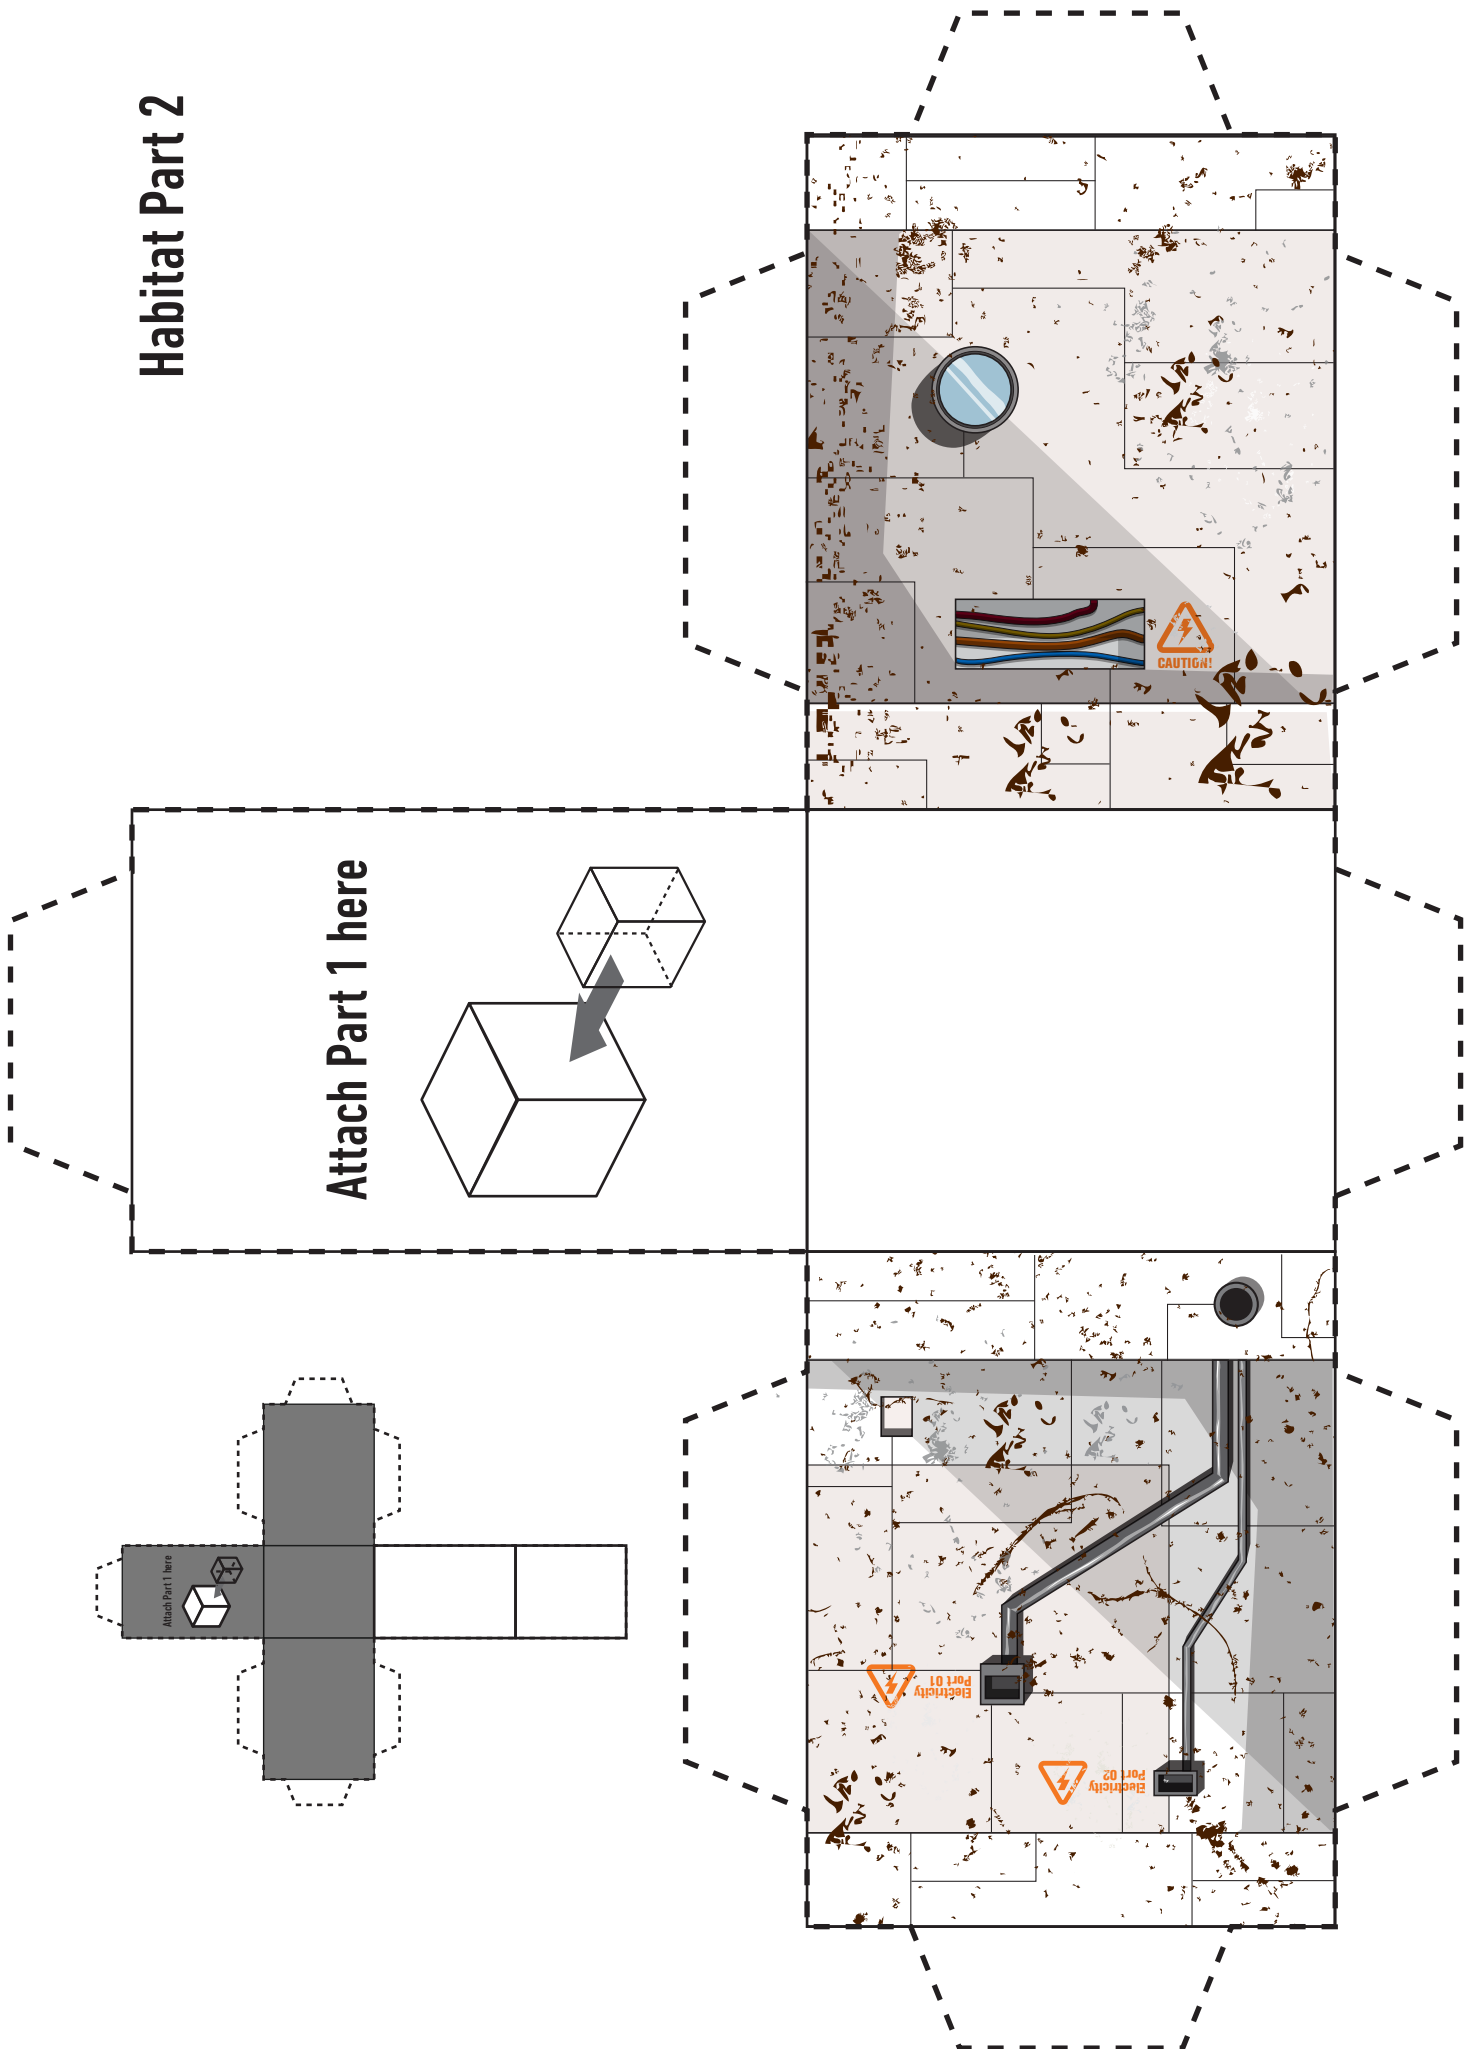 Habitat Part 2
CAUTION!
Attach Part 1 here
Attach Part 1 here
Electricity
Port 01
Electricity
Port 02